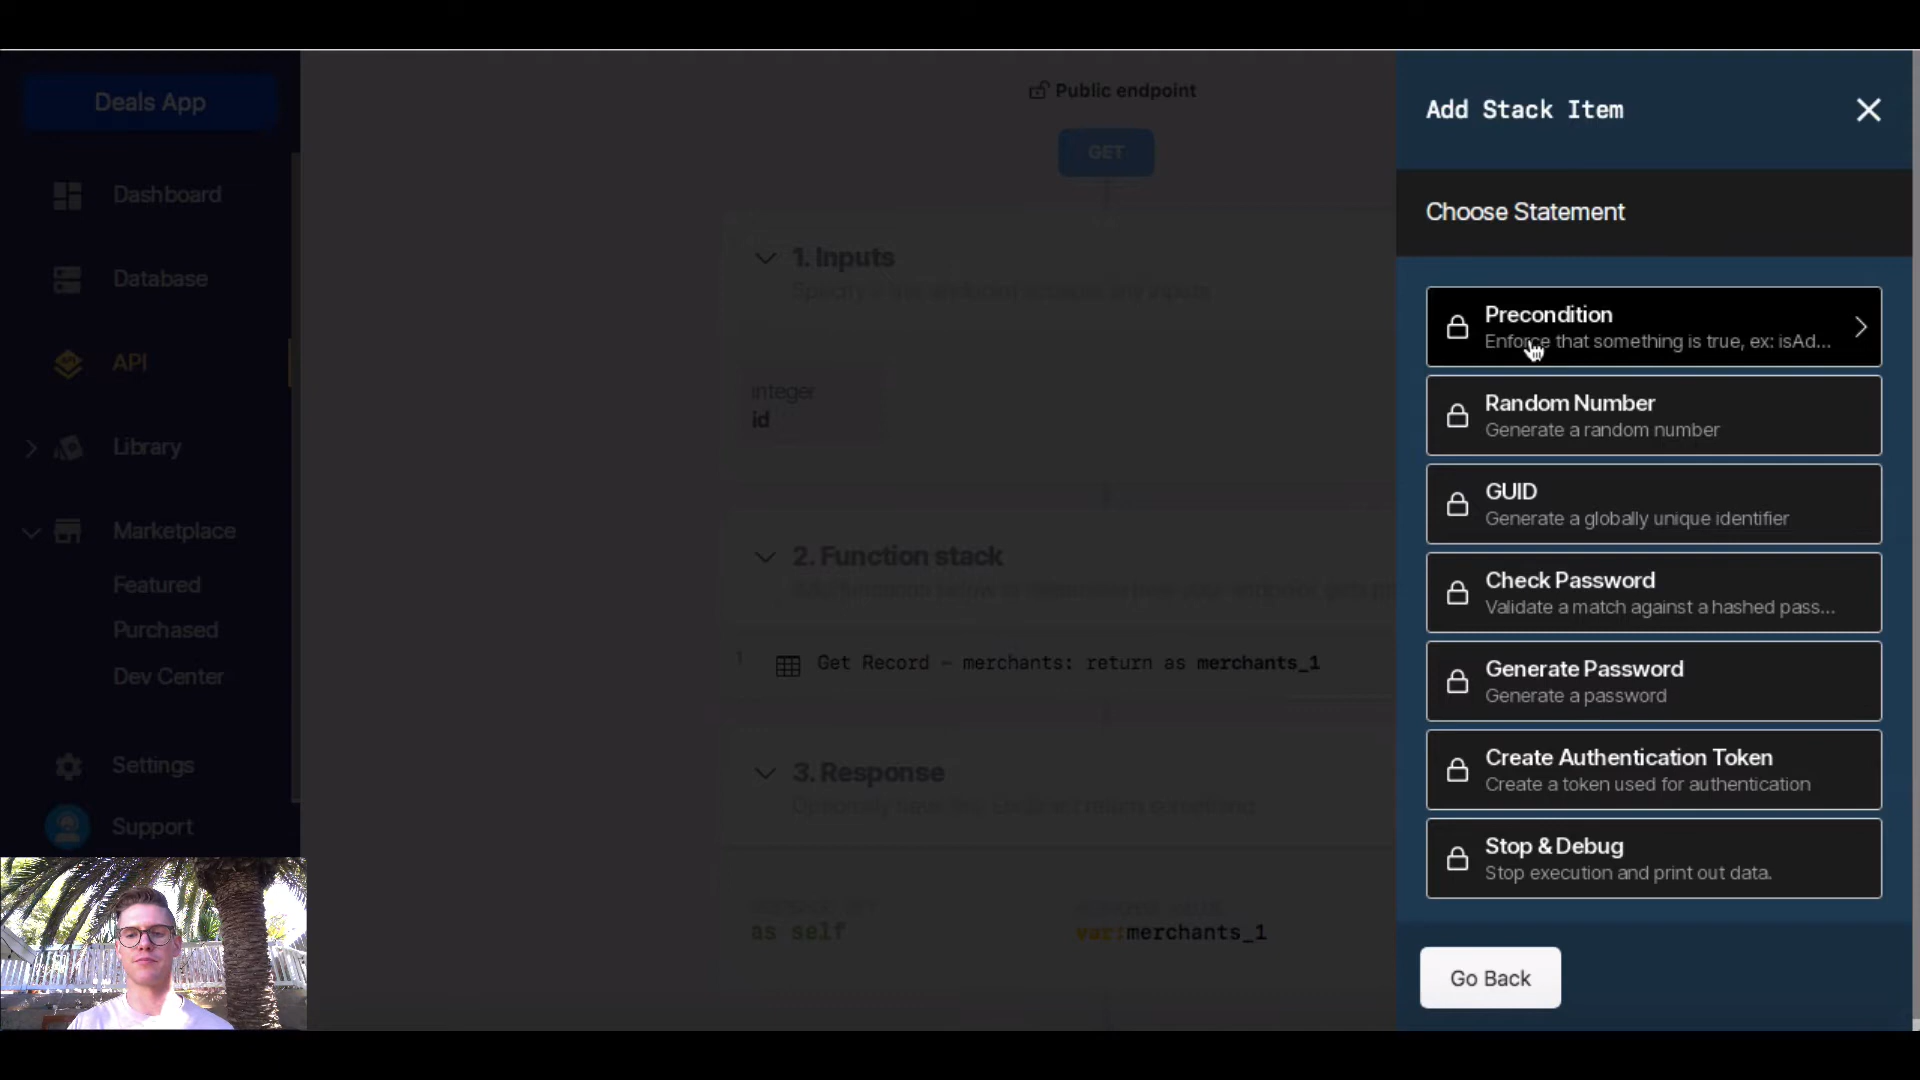 Deals App
Dashboard
Database
API
Library
Marketplace
Featured
Purchased
Dev Center
Settings
Support
Public endpoint
GET
1. Inputs
integer
id
2. Function stack
1
Get Record - merchants: return as merchants_1
3. Response
as self
var:merchants_1
Add Stack Item
Choose Statement
Precondition
Enforce that something is true, ex: isAd...
Random Number
Generate a random number
GUID
Generate a globally unique identifier
Check Password
Validate a match against a hashed pass...
Generate Password
Generate a password
Create Authentication Token
Create a token used for authentication
Stop & Debug
Stop execution and print out data.
Go Back